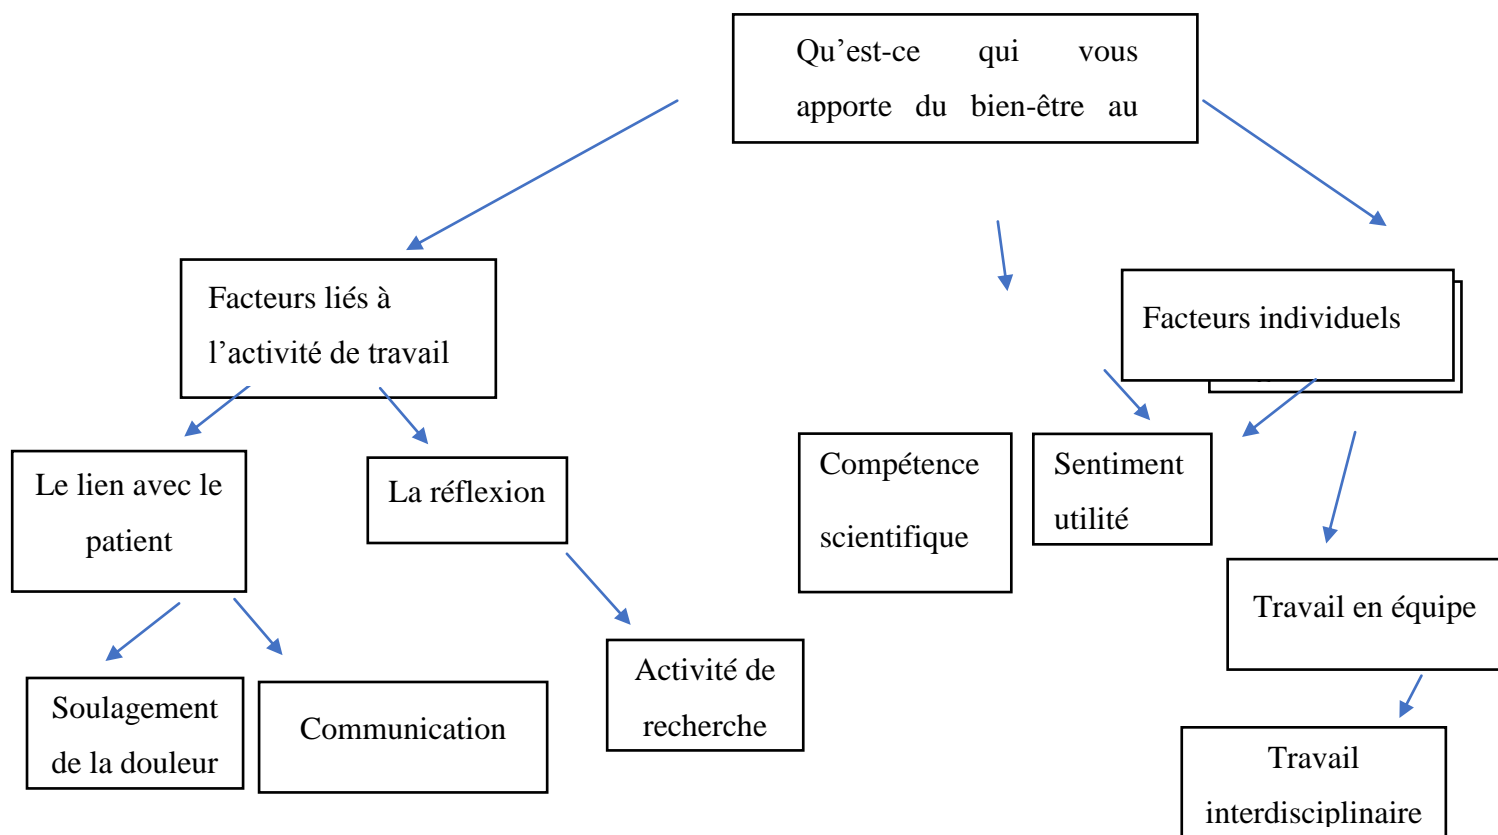 Qu’est-ce qui vous
apporte du bien-être au
Facteurs liés à
l’activité de travail
Facteurs individuels
Le lien avec le
patient
La réflexion
Compétence
scientifique
Sentiment
utilité
Travail en équipe
Soulagement
de la douleur
Communication
Activité de
recherche
Travail
interdisciplinaire